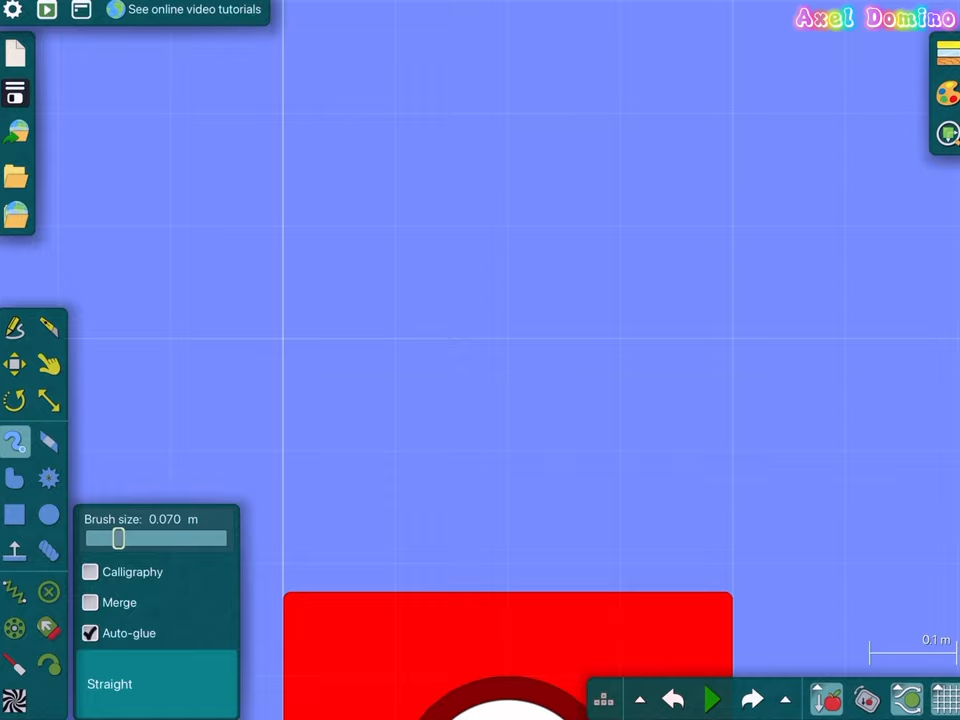 See online video tutorials
Axel Domino
Brush size: 0.070 m
Calligraphy
Merge
Auto-glue
Straight
0.1 m